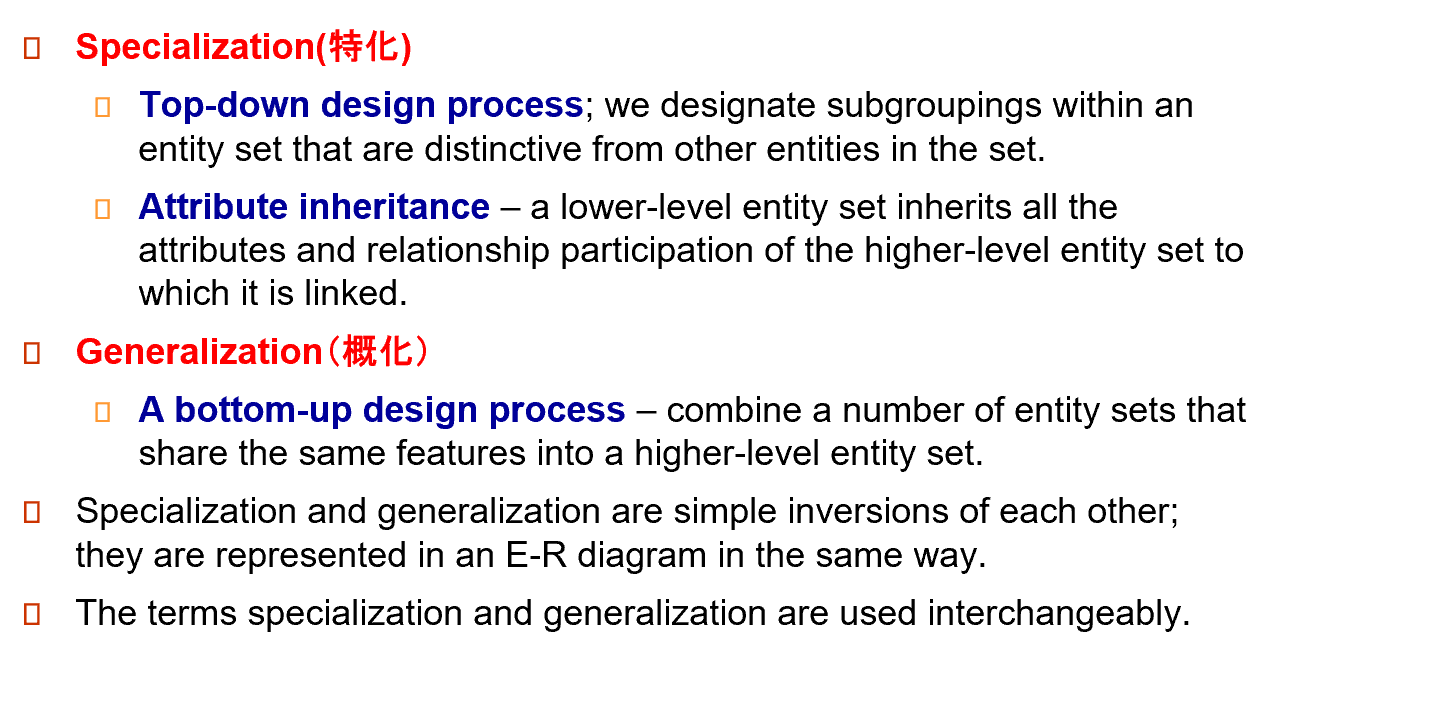 Specialization(特化)
Top-down design process; we designate subgroupings within an
entity set that are distinctive from other entities in the set.
Attribute inheritance – a lower-level entity set inherits all the
attributes and relationship participation of the higher-level entity set to
which it is linked.
Generalization（概化）
A bottom-up design process – combine a number of entity sets that
share the same features into a higher-level entity set.
Specialization and generalization are simple inversions of each other;
they are represented in an E-R diagram in the same way.
The terms specialization and generalization are used interchangeably.